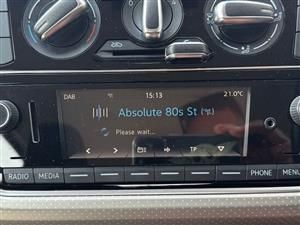 DAB 15:13 21.0°C
Absolute 80s St
Please wait...
TP
RADIO MEDIA PHONE MENU